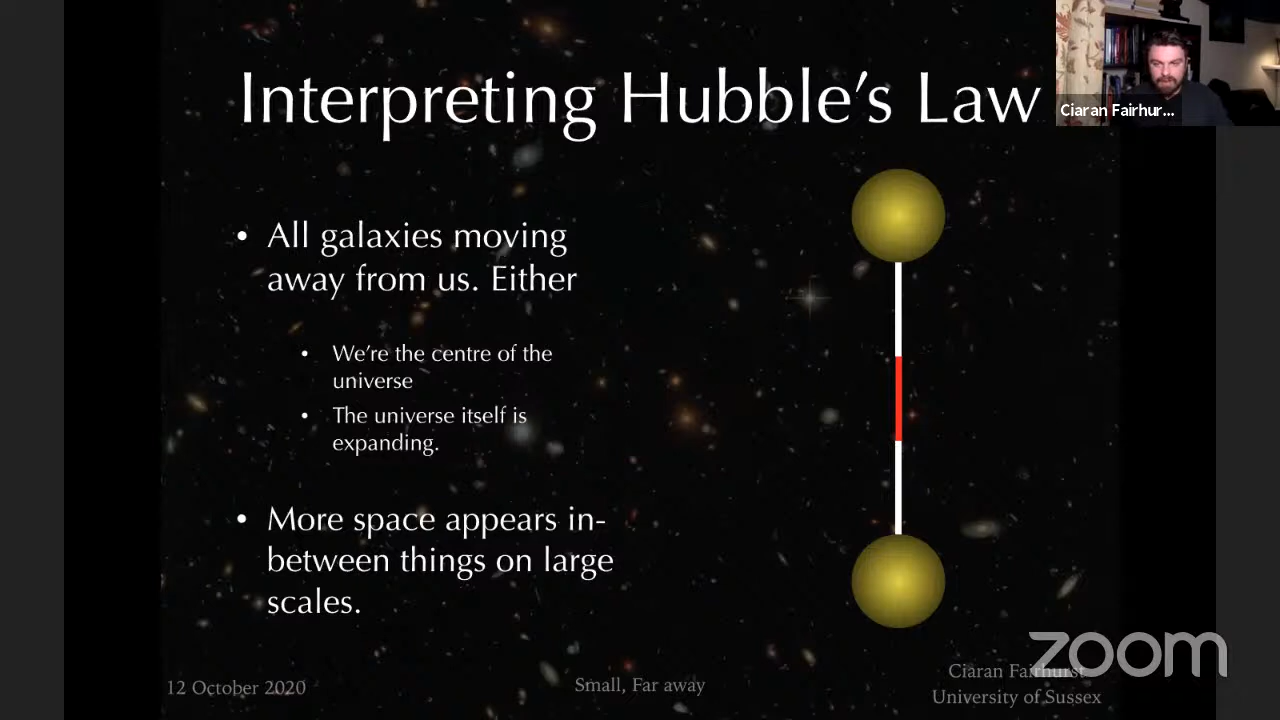 Interpreting Hubble's Law
Ciaran Fairhur...
• All galaxies moving
away from us. Either
• We're the centre of the
universe
• The universe itself is
expanding.
• More space appears in-
between things on large
scales.
12 October 2020
Small, Far away
Ciaran Fairhurst
University of Sussex
zoom